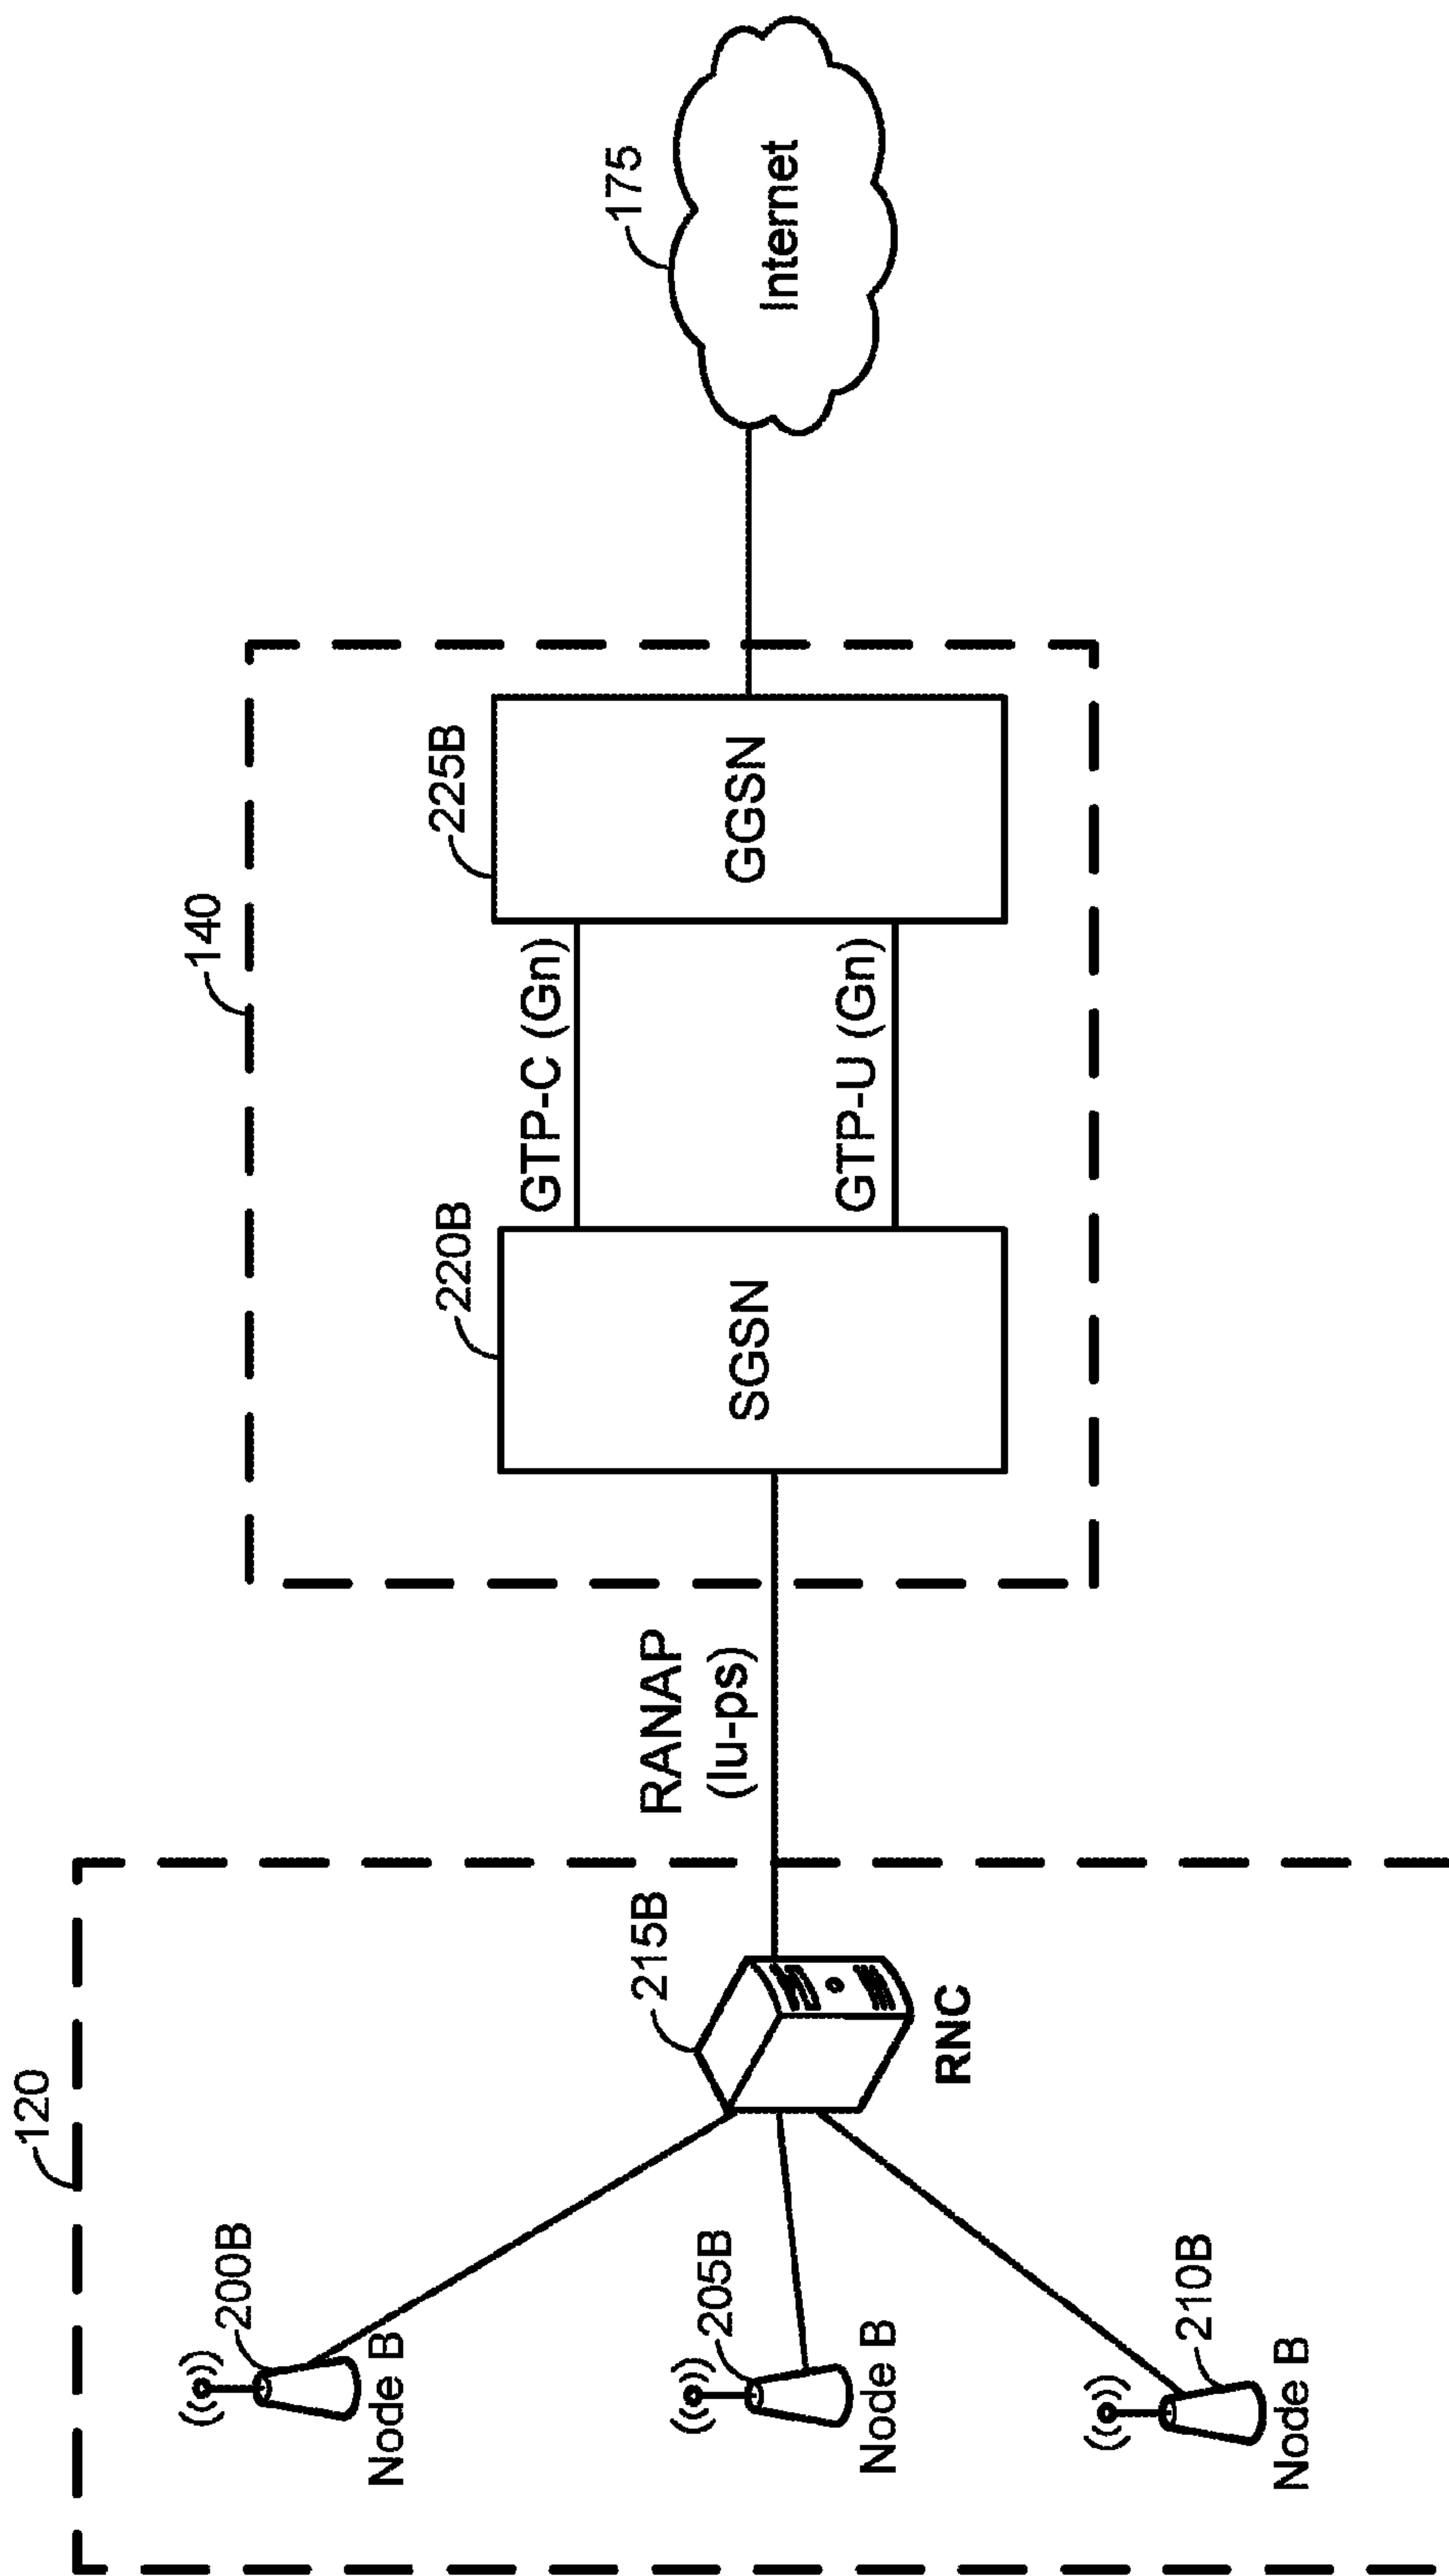 120
200B
Node B
205B
Node B
210B
Node B
215B
RNC
RANAP
(Iu-ps)
140
220B
SGSN
GTP-C (Gn)
GTP-U (Gn)
225B
GGSN
175
Internet